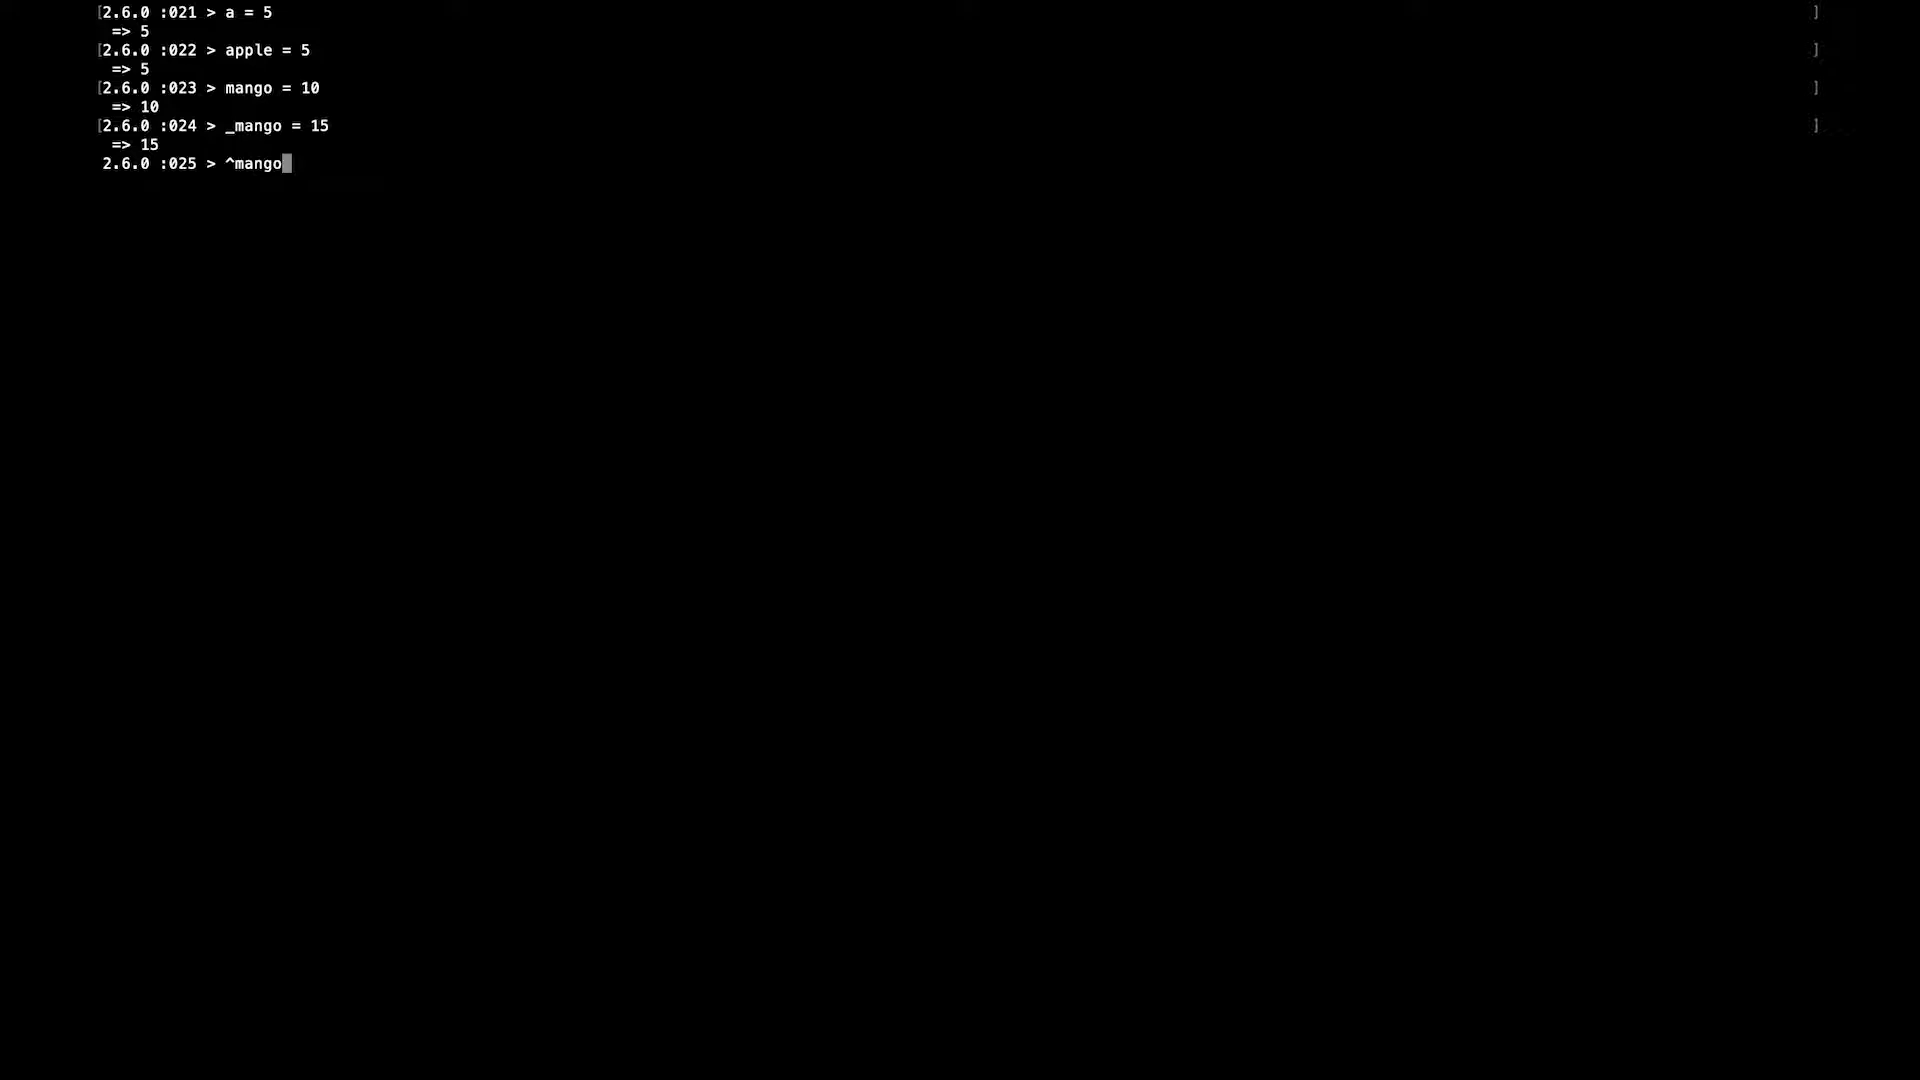 [2.6.0 :021 > a = 5 ]
=> 5
[2.6.0 :022 > apple = 5 ]
=> 5
[2.6.0 :023 > mango = 10 ]
=> 10
[2.6.0 :024 > _mango = 15 ]
=> 15
2.6.0 :025 > ^mango